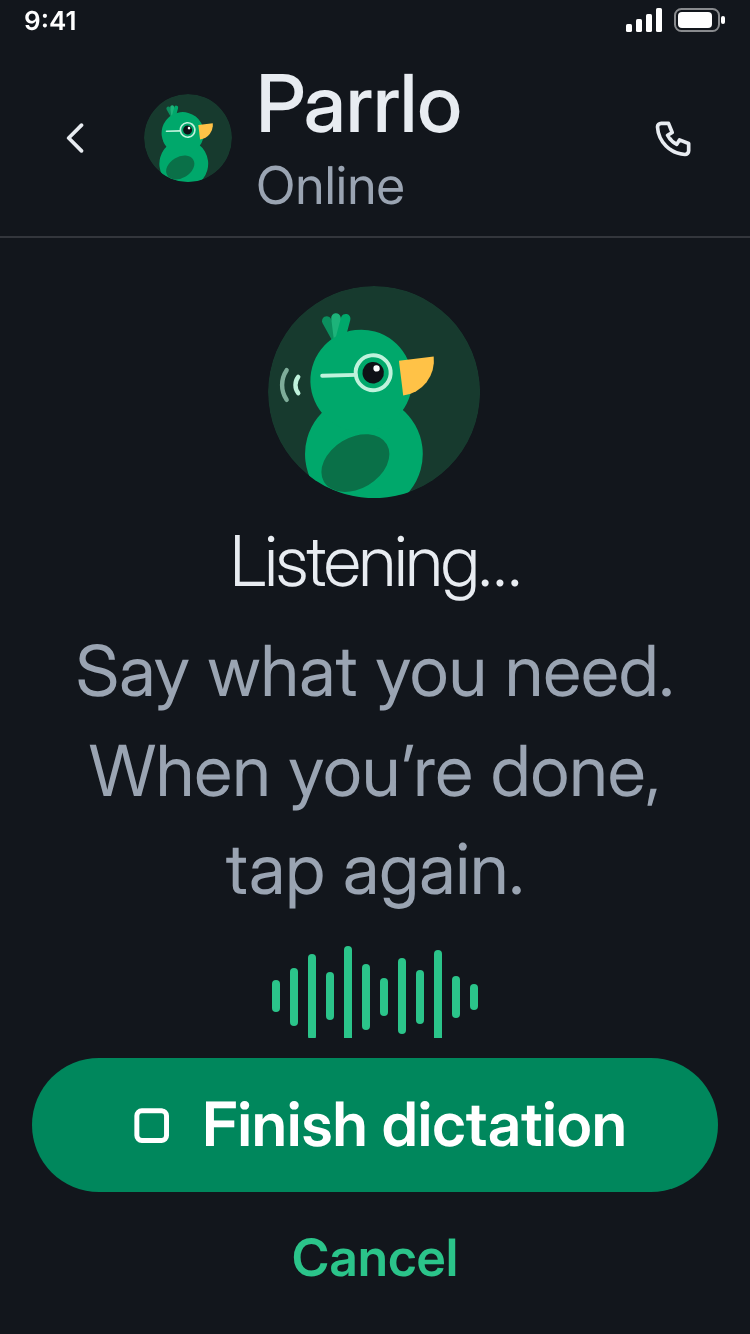 9:41
Parrlo
Online
Listening...
Say what you need.
When you’re done,
tap again.
Finish dictation
Cancel